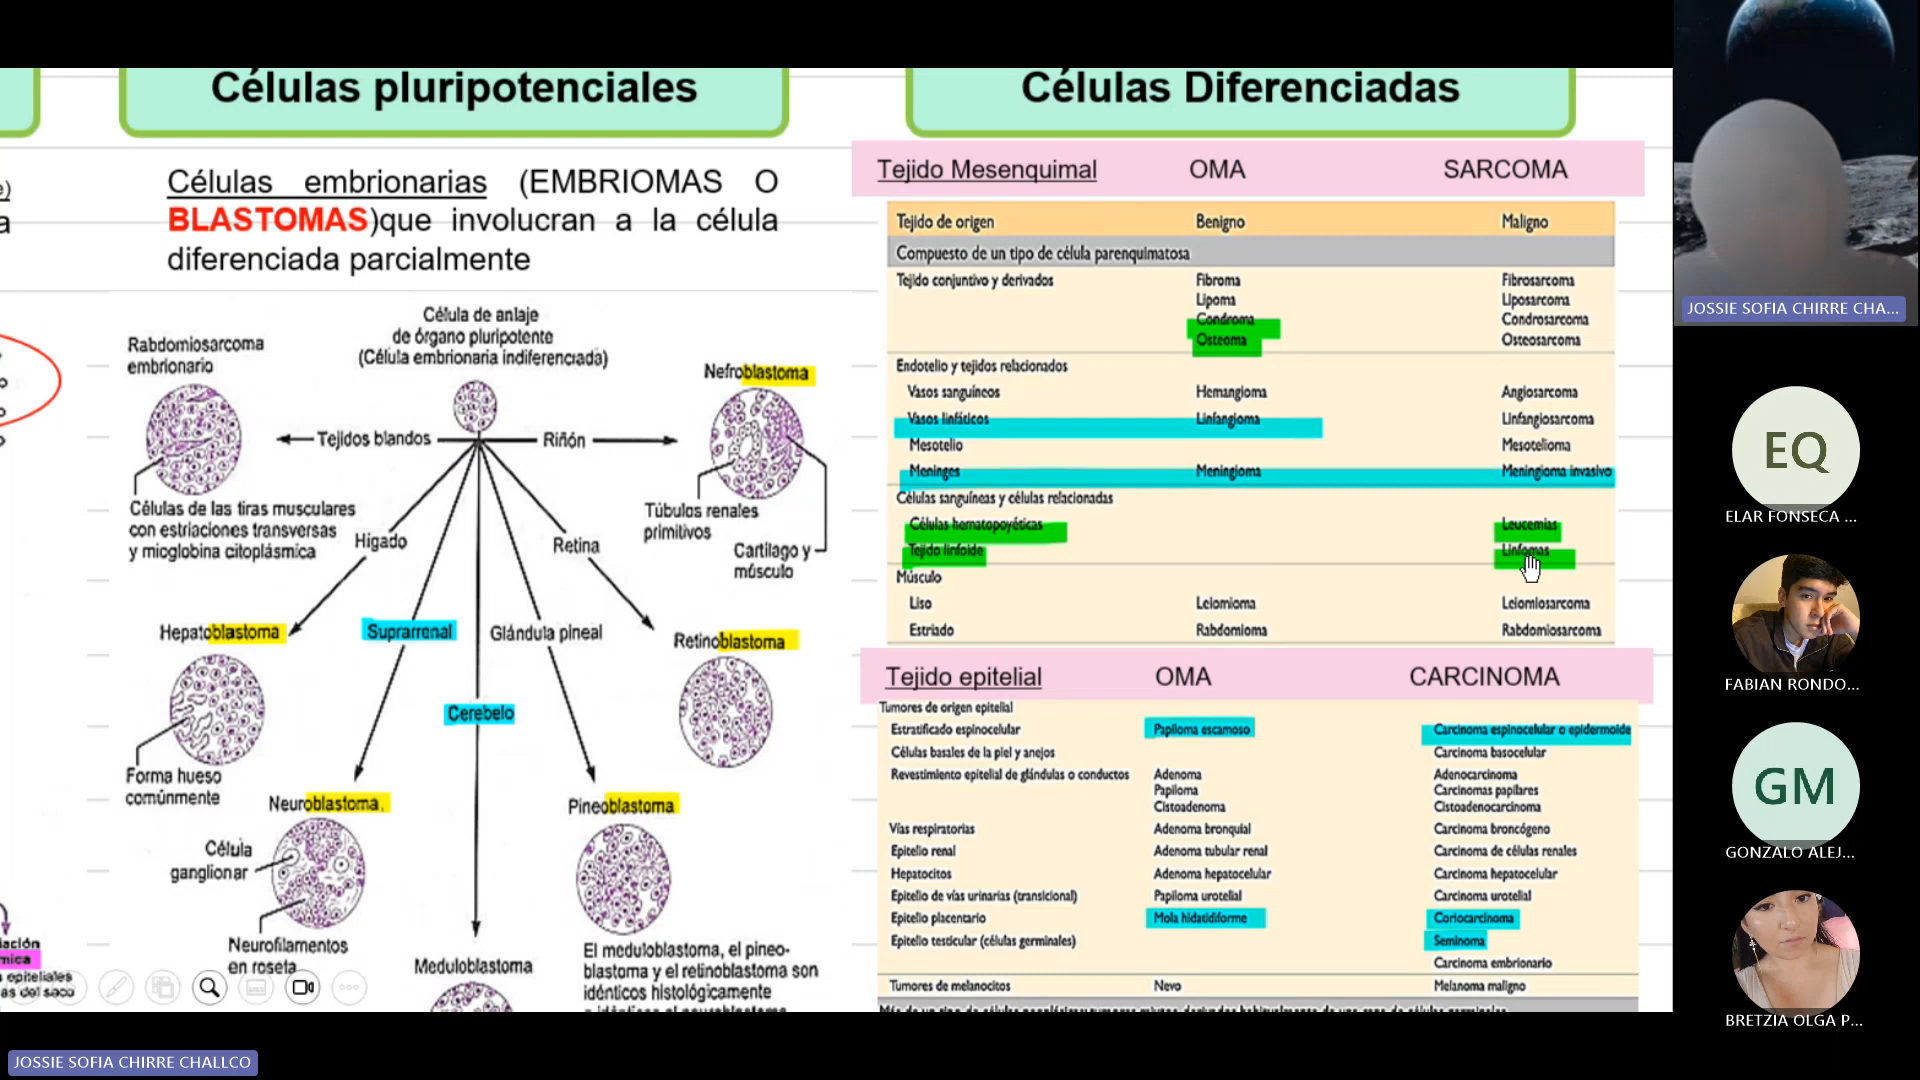 Células pluripotenciales
Células embrionarias (EMBRIOMAS O
BLASTOMAS)que involucran a la célula
diferenciada parcialmente
Célula de anlaje
de órgano pluripotente
(Célula embrionaria indiferenciada)
Rabdomiosarcoma
embrionario
Nefroblastoma
Tejidos blandos
Riñón
Células de las tiras musculares
con estriaciones transversas
y mioglobina citoplásmica
Túbulos renales
primitivos
Cartílago y
músculo
Hígado
Retina
Hepatoblastoma
Suprarrenal
Glándula pineal
Retinoblastoma
Cerebelo
Forma hueso
comúnmente
Neuroblastoma.
Pineoblastoma
Célula
ganglionar
Neurofilamentos
en roseta
Meduloblastoma
El meduloblastoma, el pineo-
blastoma y el retinoblastoma son
idénticos histológicamente
Células Diferenciadas
Tejido Mesenquimal OMA SARCOMA
Tejido de origen Benigno Maligno
Compuesto de un tipo de célula parenquimatosa
Tejido conjuntivo y derivados Fibroma Fibrosarcoma
Lipoma Liposarcoma
Condroma Condrosarcoma
Osteoma Osteosarcoma
Endotelio y tejidos relacionados
Vasos sanguíneos Hemangioma Angiosarcoma
Vasos linfáticos Linfangioma Linfangiosarcoma
Mesotelio Mesotelioma
Meninges Meningioma Meningioma invasivo
Células sanguíneas y células relacionadas
Células hematopoyéticas Leucemias
Tejido linfoide Linfomas
Músculo
Liso Leiomioma Leiomiosarcoma
Estriado Rabdomioma Rabdomiosarcoma
Tejido epitelial OMA CARCINOMA
Tumores de origen epitelial
Estratificado espinocelular Papiloma escamoso Carcinoma espinocelular o epidermoide
Células basales de la piel y anejos Carcinoma basocelular
Revestimiento epitelial de glándulas o conductos Adenoma Adenocarcinoma
Papiloma Carcinomas papilares
Cistoadenoma Cistoadenocarcinoma
Vías respiratorias Adenoma bronquial Carcinoma broncógeno
Epitelio renal Adenoma tubular renal Carcinoma de células renales
Hepatocitos Adenoma hepatocelular Carcinoma hepatocelular
Epitelio de vías urinarias (transicional) Papiloma urotelial Carcinoma urotelial
Epitelio placentario Mola hidatidiforme Coriocarcinoma
Epitelio testicular (células germinales) Seminoma
Carcinoma embrionario
Tumores de melanocitos Nevo Melanoma maligno
JOSSIE SOFIA CHIRRE CHA...
EQ
ELAR FONSECA ...
FABIAN RONDO...
GM
GONZALO ALEJ...
BRETZIA OLGA P...
JOSSIE SOFIA CHIRRE CHALLCO